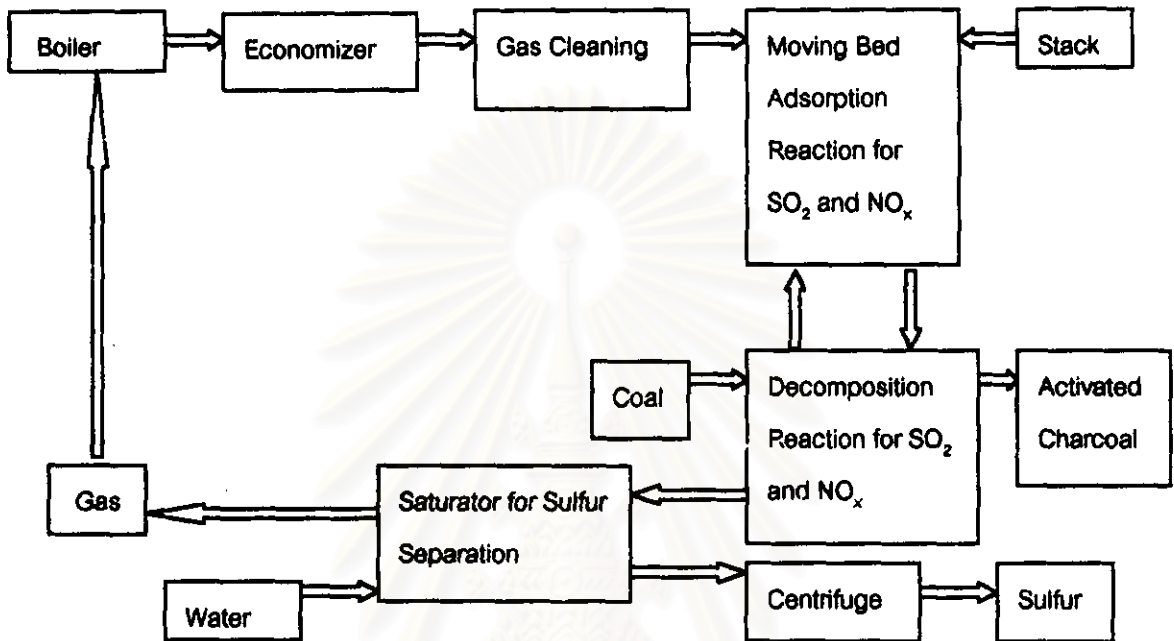 Boiler
Economizer
Gas Cleaning
Moving Bed
Adsorption
Reaction for
SO₂ and NOₓ
Stack
Coal
Decomposition
Reaction for SO₂
and NOₓ
Activated
Charcoal
Gas
Saturator for Sulfur
Separation
Water
Centrifuge
Sulfur